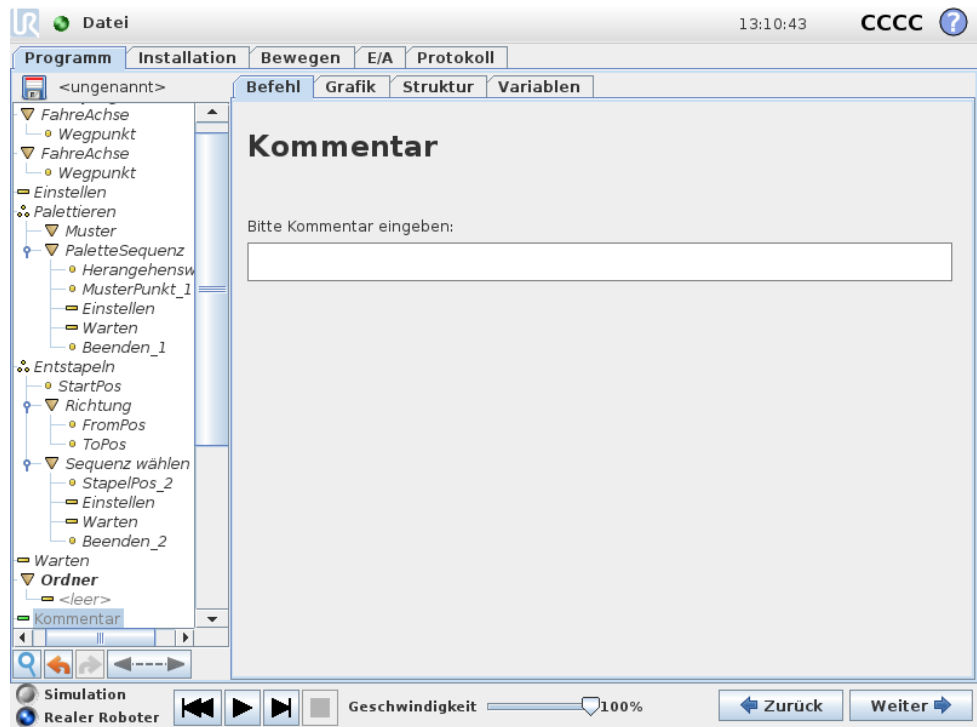 Datei
13:10:43
CCCC
?
Programm Installation Bewegen E/A Protokoll
<ungenannt>
Befehl Grafik Struktur Variablen
FahreAchse
Wegpunkt
FahreAchse
Wegpunkt
Einstellen
Palettieren
Muster
PaletteSequenz
Herangehensw
MusterPunkt_1
Einstellen
Warten
Beenden_1
Entstapeln
StartPos
Richtung
FromPos
ToPos
Sequenz wählen
StapelPos_2
Einstellen
Warten
Beenden_2
Warten
Ordner
<leer>
Kommentar
Kommentar
Bitte Kommentar eingeben:
Simulation
Realer Roboter
Geschwindigkeit 100%
Zurück
Weiter